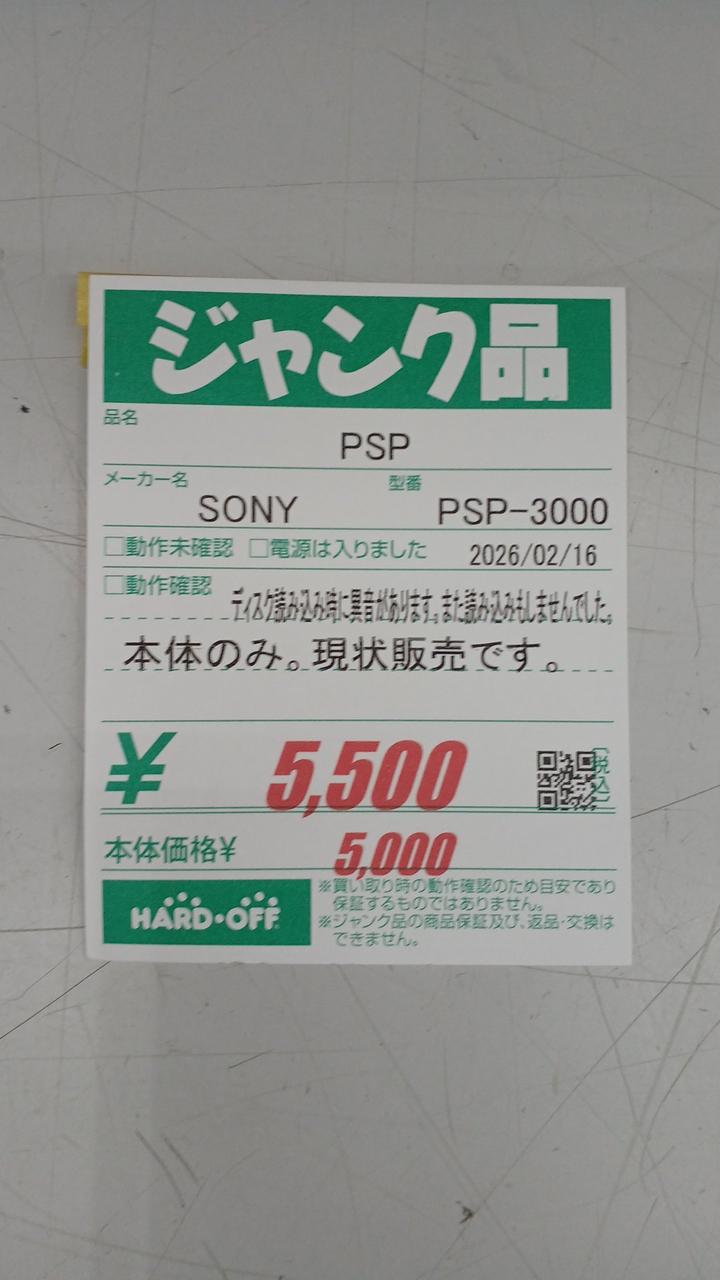 ジャンク品
品名
PSP
メーカー名 型番
SONY PSP-3000
□動作未確認 □電源は入りました 2026/02/16
□動作確認 ディスク読み込み時に異音があります。また読み込みもしませんでした。
本体のみ。現状販売です。
¥ 5,500 (税込)
本体価格¥ 5,000
HARD・OFF
※買い取り時の動作確認のため目安であり
保証するものではありません。
※ジャンク品の商品保証及び、返品・交換は
できません。